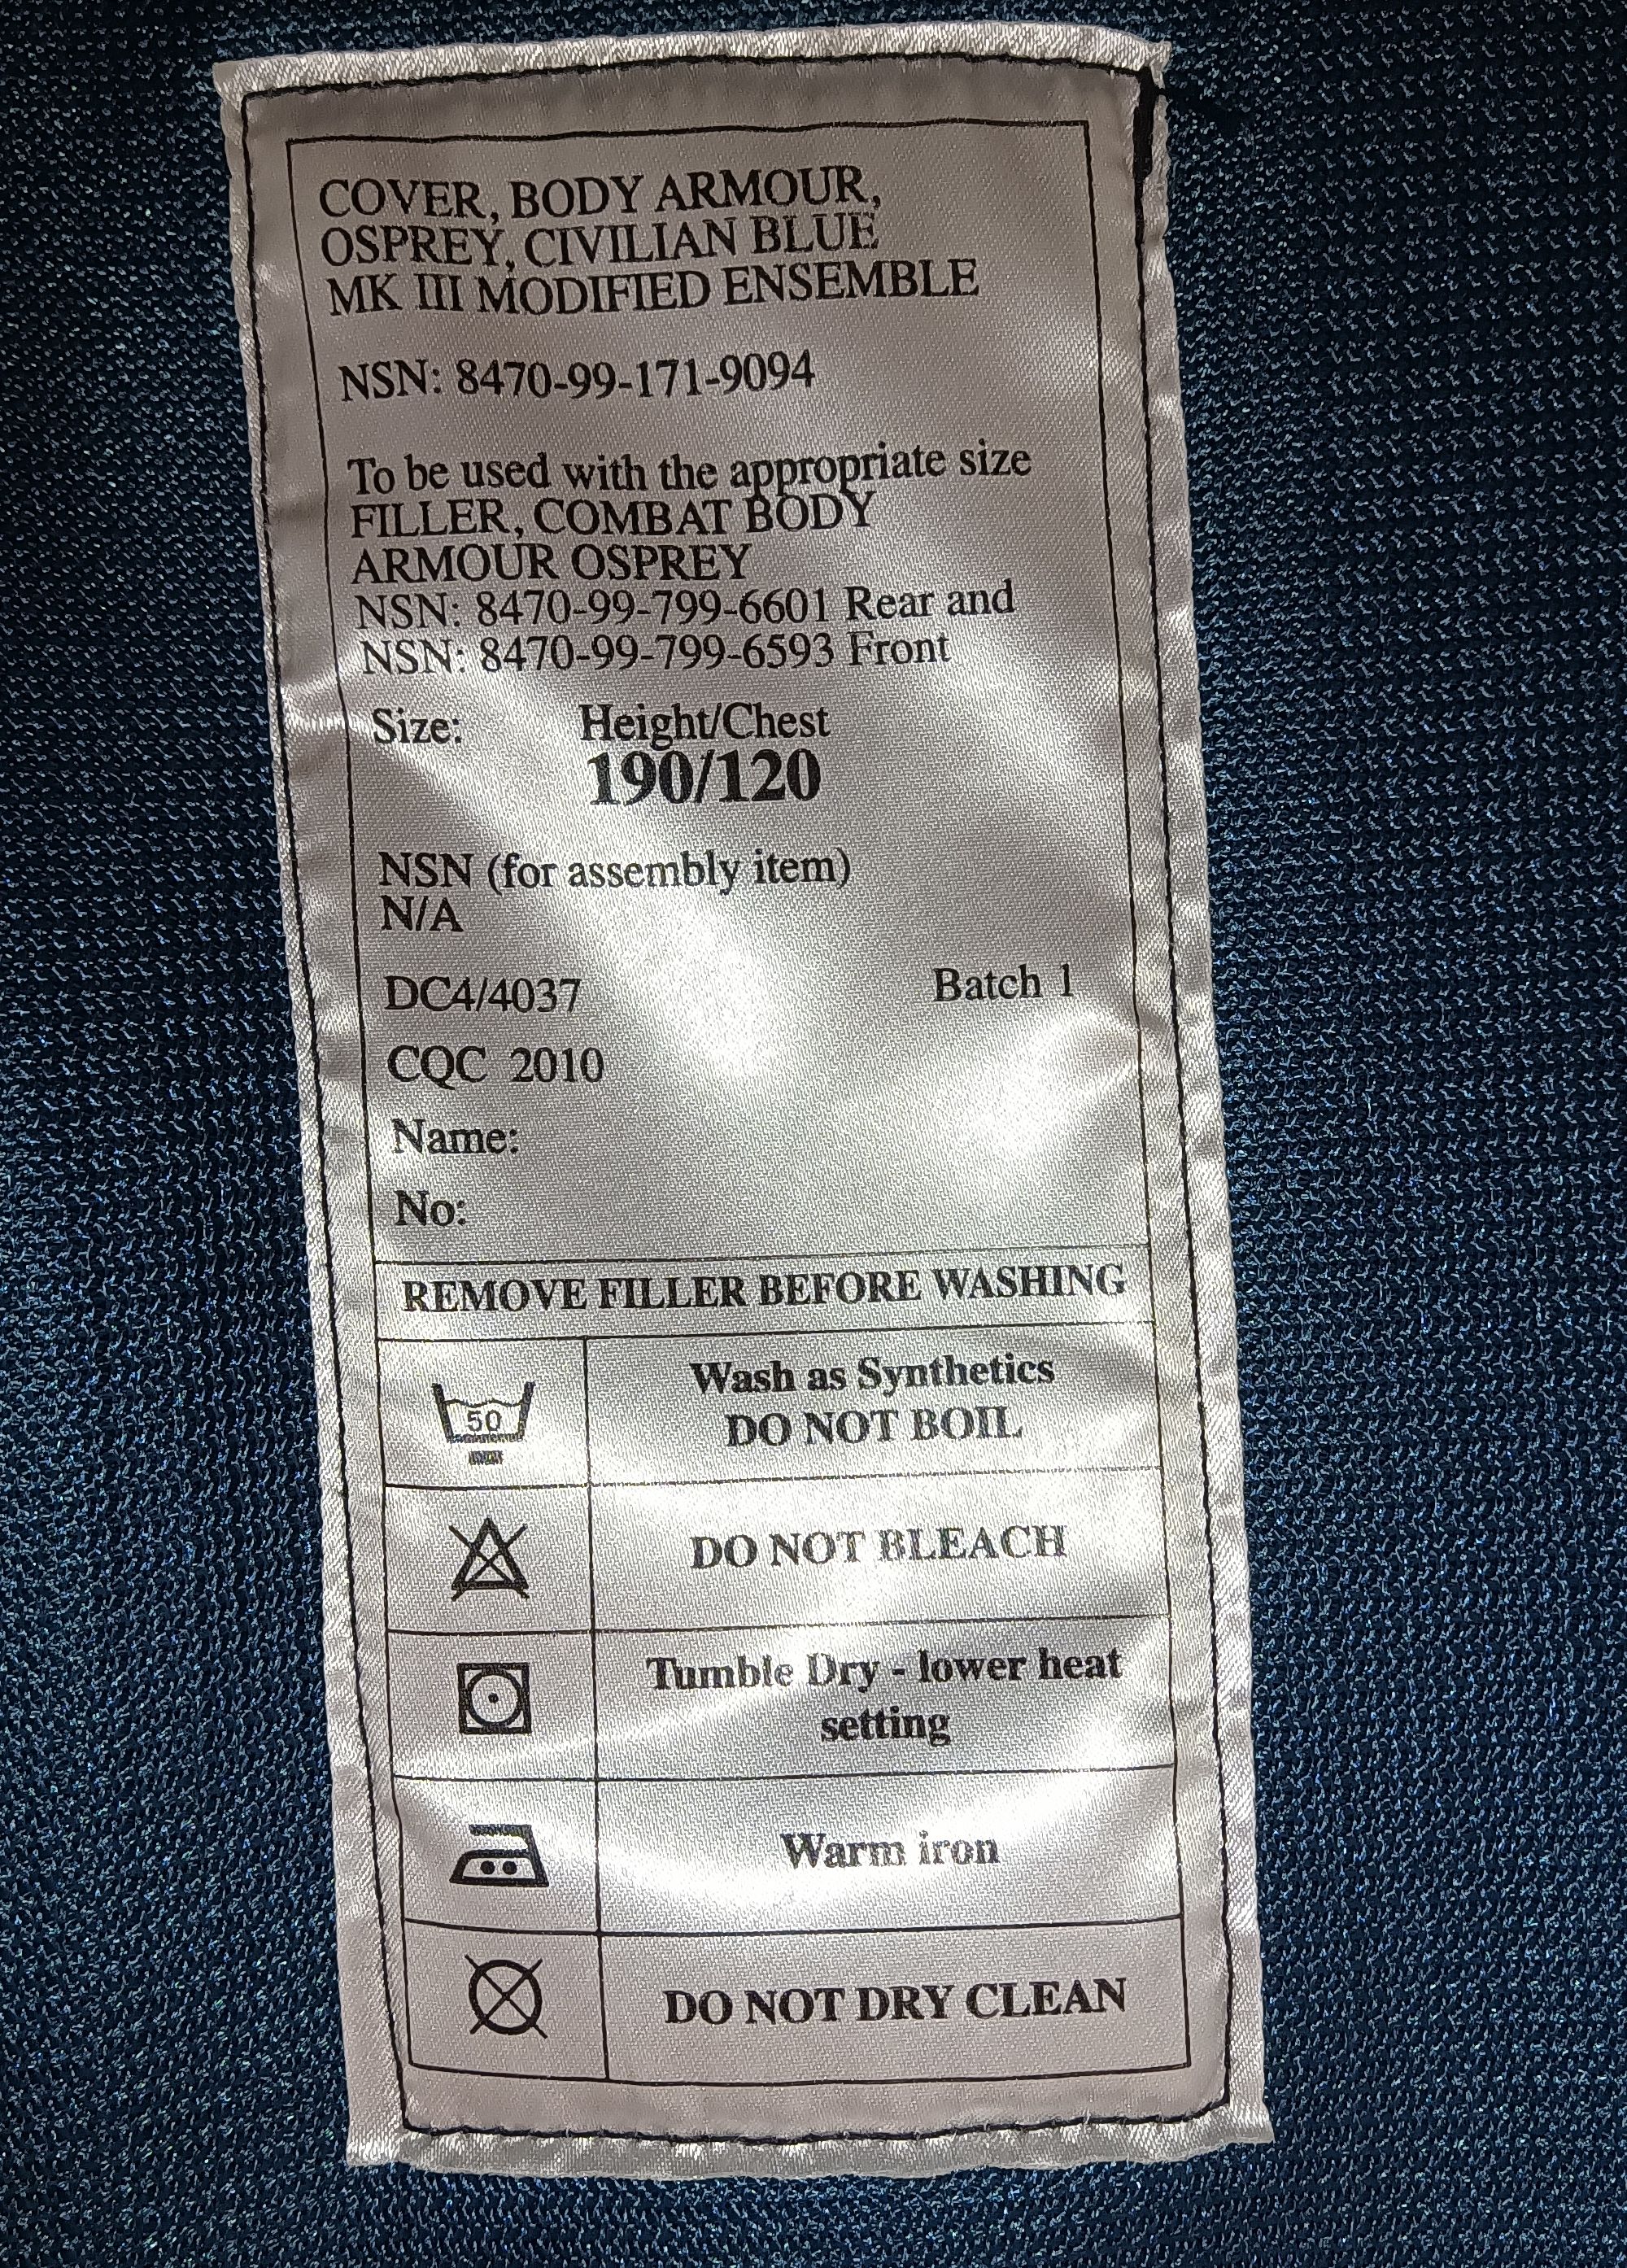 COVER, BODY ARMOUR,
OSPREY, CIVILIAN BLUE
MK III MODIFIED ENSEMBLE
NSN: 8470-99-171-9094
To be used with the appropriate size
FILLER, COMBAT BODY
ARMOUR OSPREY
NSN: 8470-99-799-6601 Rear and
NSN: 8470-99-799-6593 Front
Size: Height/Chest
190/120
NSN (for assembly item)
N/A
DC4/4037 Batch 1
CQC 2010
Name:
No:
REMOVE FILLER BEFORE WASHING
50
Wash as Synthetics
DO NOT BOIL
DO NOT BLEACH
Tumble Dry - lower heat
setting
Warm iron
DO NOT DRY CLEAN